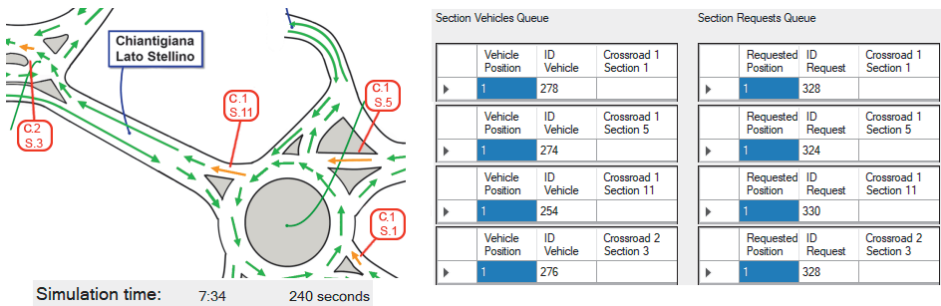 Chiantigiana
Lato Stellino
C.1
S.11
C.1
S.5
C.2
S.3
C.1
S.1
Simulation time: 7:34 240 seconds
Section Vehicles Queue
Vehicle Position ID Vehicle Crossroad 1 Section 1
1 278
Vehicle Position ID Vehicle Crossroad 1 Section 5
1 274
Vehicle Position ID Vehicle Crossroad 1 Section 11
1 254
Vehicle Position ID Vehicle Crossroad 2 Section 3
1 276
Section Requests Queue
Requested Position ID Request Crossroad 1 Section 1
1 328
Requested Position ID Request Crossroad 1 Section 5
1 324
Requested Position ID Request Crossroad 1 Section 11
1 330
Requested Position ID Request Crossroad 2 Section 3
1 328